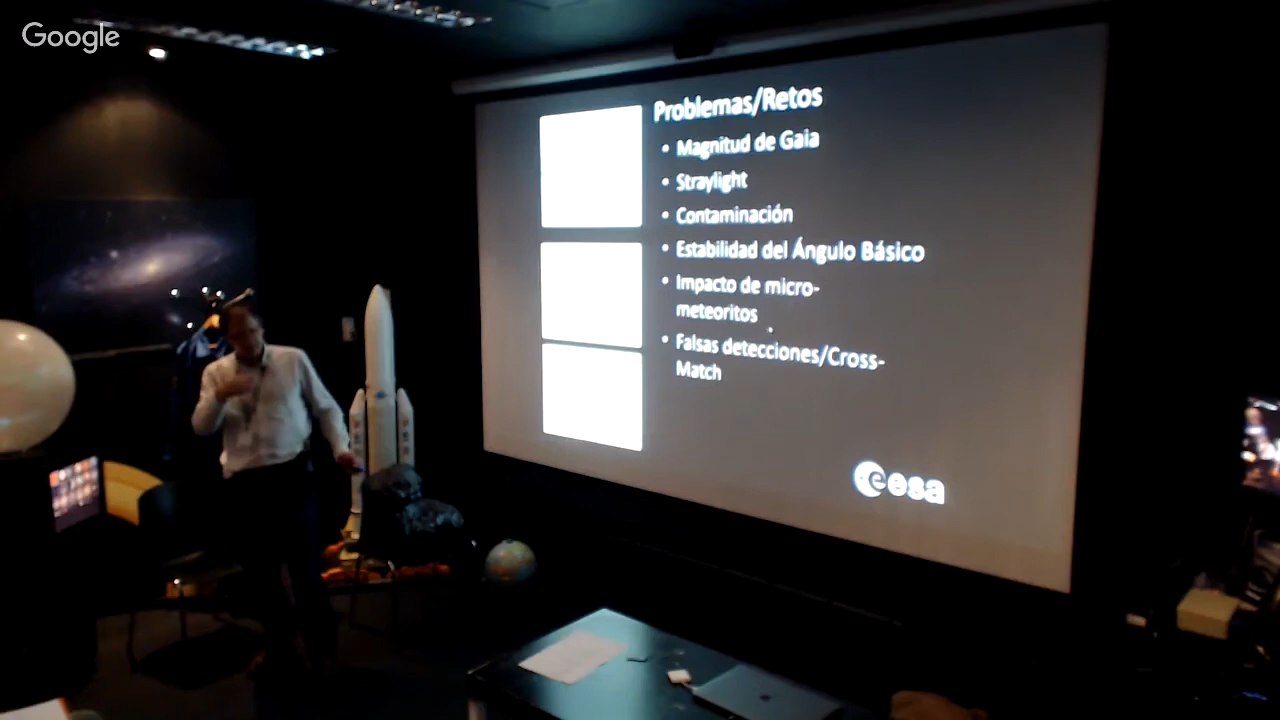 Google
Problemas/Retos
• Magnitud de Gaia
• Straylight
• Contaminación
• Estabilidad del Ángulo Básico
• Impacto de micro-
meteoritos
• Falsas detecciones/Cross-
Match
esa